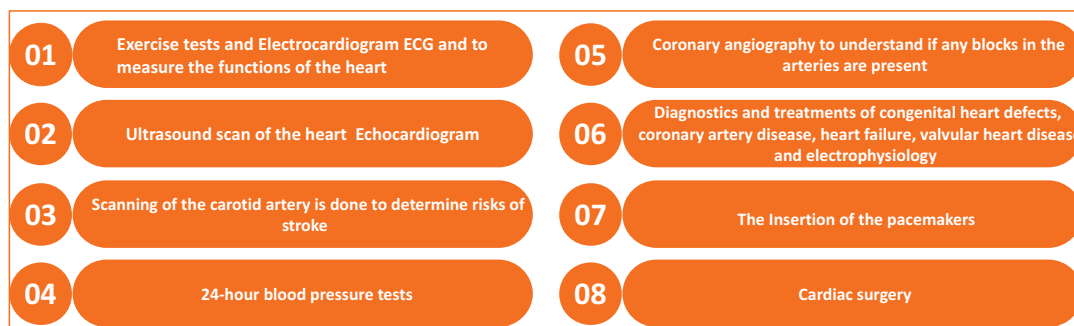 01
Exercise tests and Electrocardiogram ECG and to
measure the functions of the heart
02
Ultrasound scan of the heart Echocardiogram
03
Scanning of the carotid artery is done to determine risks of
stroke
04
24-hour blood pressure tests
05
Coronary angiography to understand if any blocks in the
arteries are present
06
Diagnostics and treatments of congenital heart defects,
coronary artery disease, heart failure, valvular heart disease
and electrophysiology
07
The Insertion of the pacemakers
08
Cardiac surgery